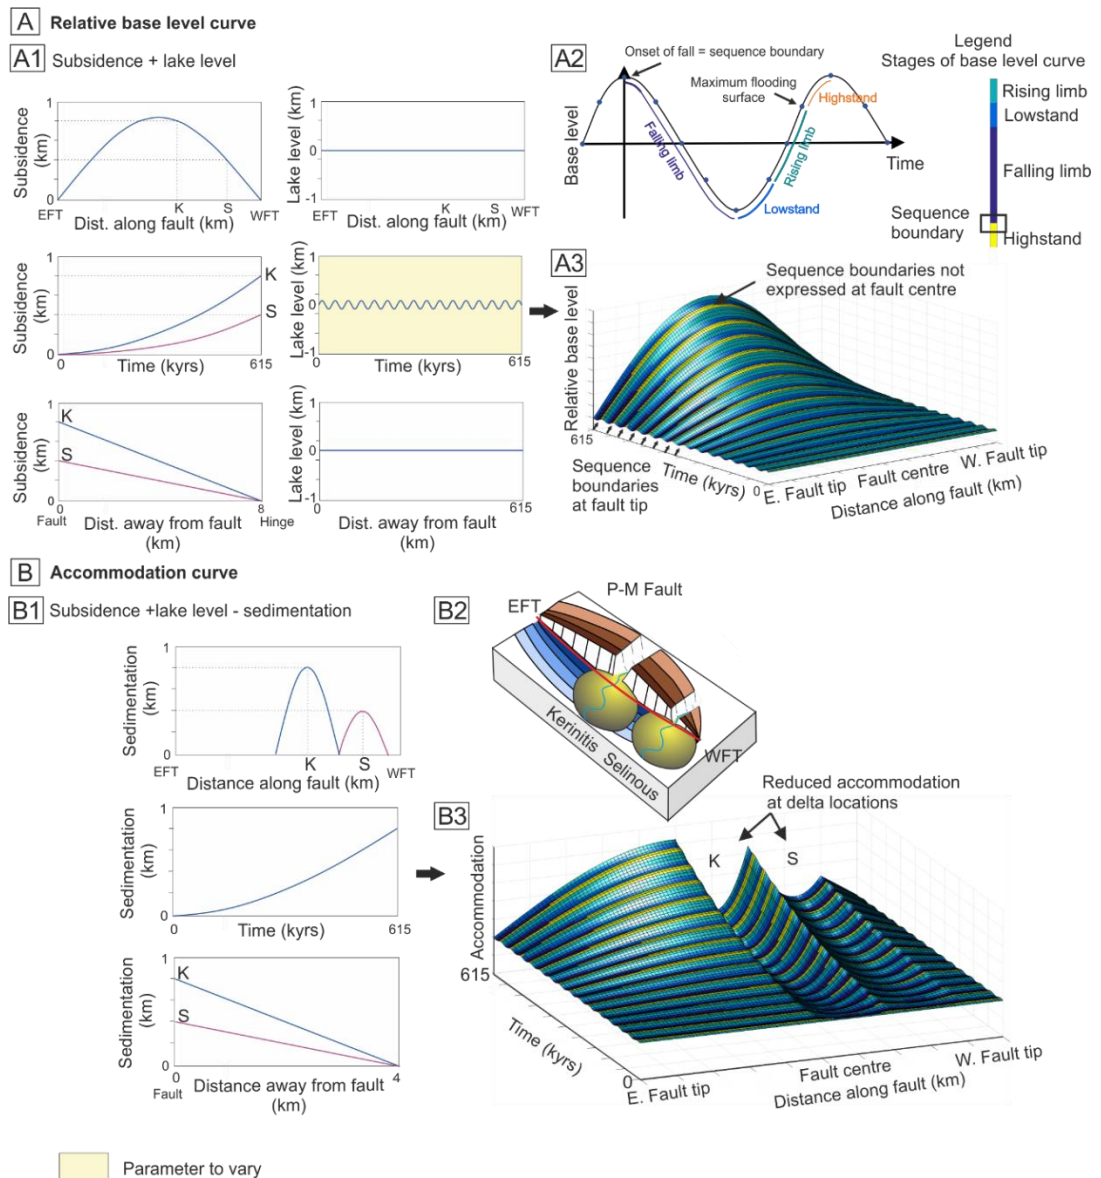 A Relative base level curve
A1 Subsidence + lake level
1
Subsidence
(km)
0
EFT
K
S
WFT
Dist. along fault (km)
1
Lake level (km)
0
-1
EFT
K
S
WFT
Dist. along fault (km)
1
Subsidence
(km)
0
K
S
0
Time (kyrs)
615
1
Lake level (km)
0
-1
0
Time (kyrs)
615
1
Subsidence
(km)
0
K
S
0
Fault
Dist. away from fault
(km)
8
Hinge
1
Lake level (km)
0
-1
0
Dist. away from fault
(km)
615
A2
Onset of fall = sequence boundary
Maximum flooding
surface
Highstand
Base level
Falling limb
Rising limb
Lowstand
Time
Legend
Stages of base level curve
Rising limb
Lowstand
Falling limb
Sequence
boundary
Highstand
A3
Sequence boundaries not
expressed at fault centre
Relative base level
615
Sequence
boundaries
at fault tip
Time (kyrs)
0
E. Fault tip
Fault centre
W. Fault tip
Distance along fault (km)
B Accommodation curve
B1 Subsidence +lake level - sedimentation
1
Sedimentation
(km)
0
EFT
K
S
WFT
Distance along fault (km)
1
Sedimentation
(km)
0
0
Time (kyrs)
615
1
Sedimentation
(km)
0
K
S
0
Fault
Distance away from fault
(km)
4
B2
P-M Fault
EFT
Kerinitis
Selinous
WFT
B3
Reduced accommodation
at delta locations
K
S
Accommodation
615
Time (kyrs)
0
E. Fault tip
Fault centre
W. Fault tip
Distance along fault (km)
Parameter to vary